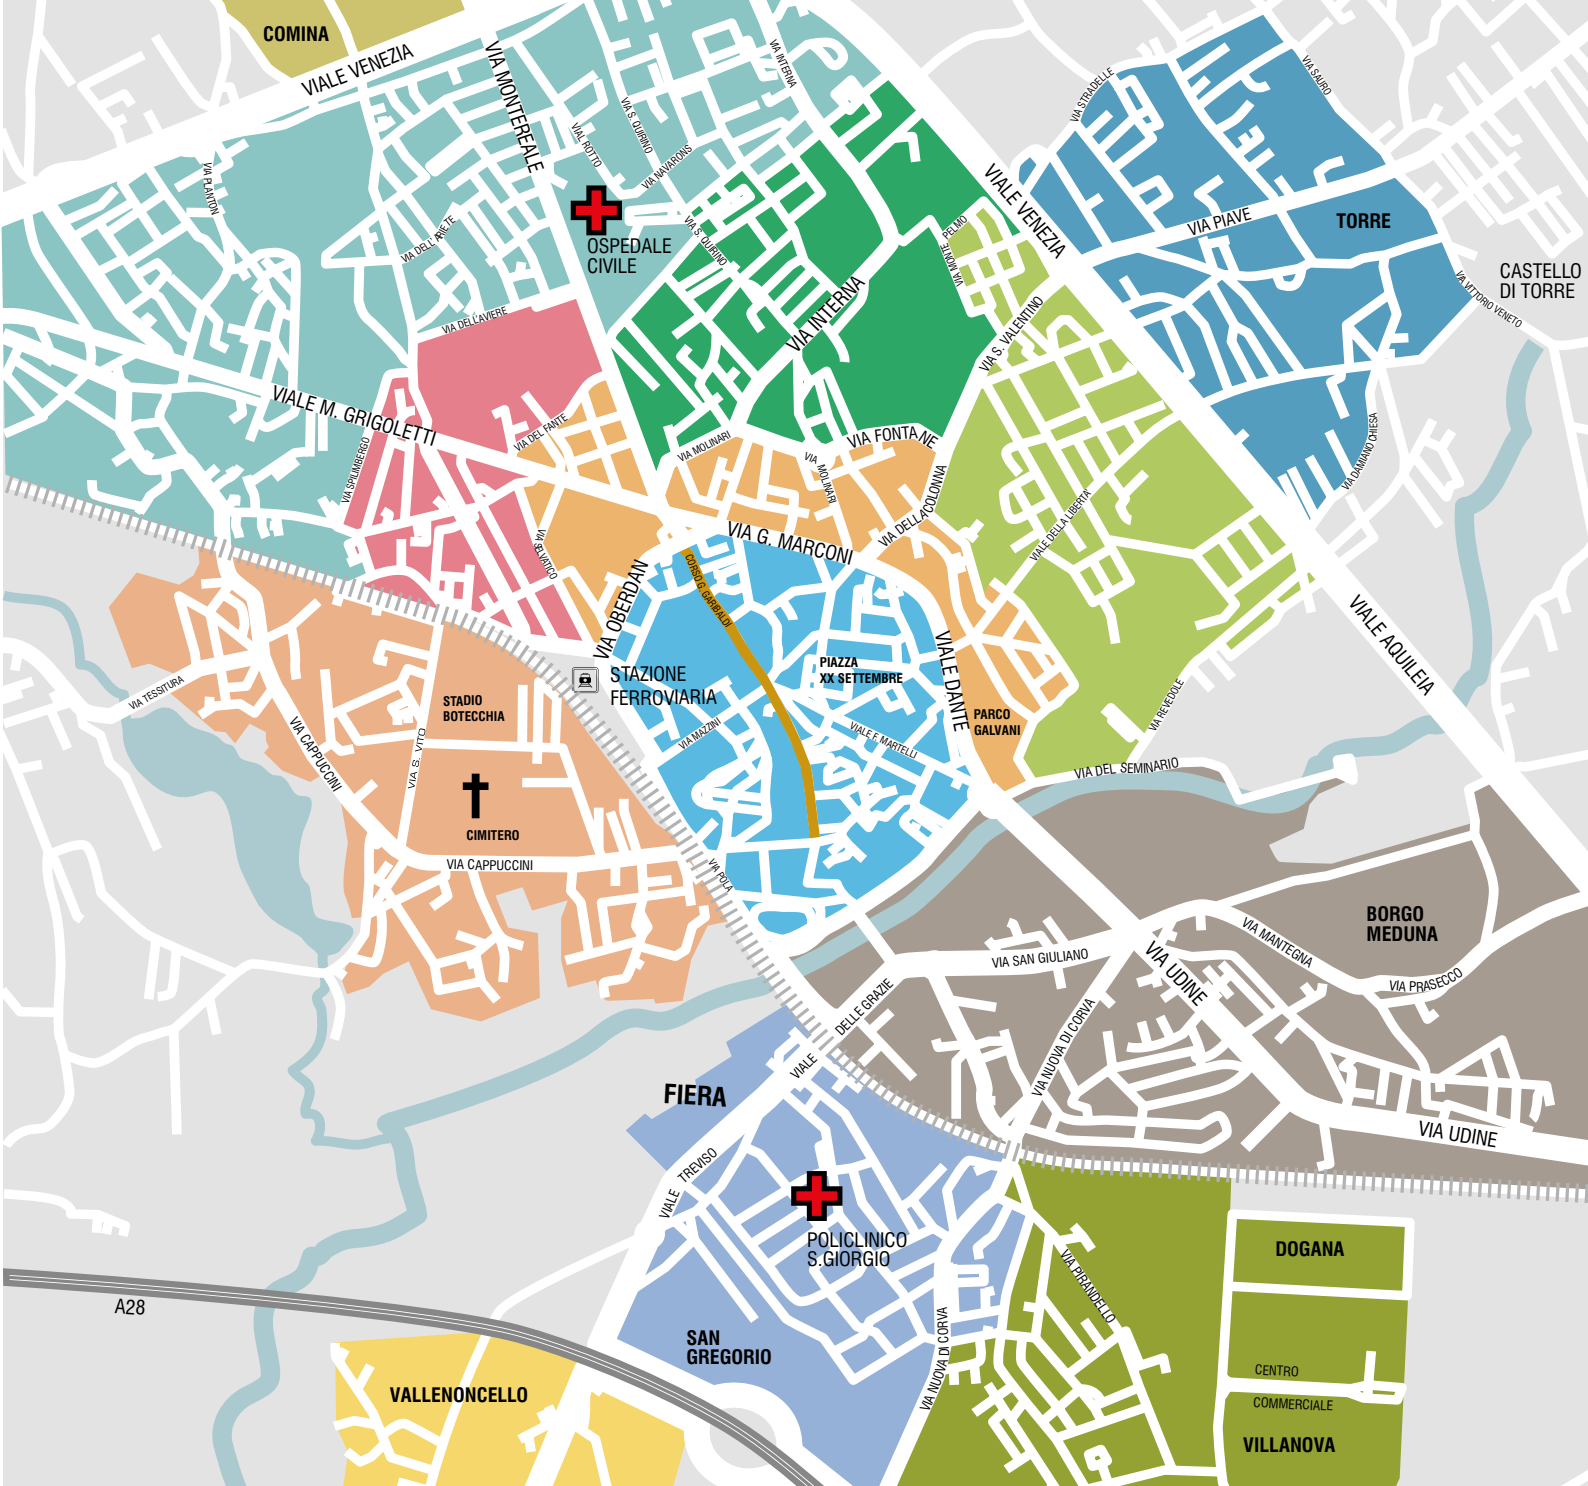 COMINA
VIALE VENEZIA
VIA MONTEREALE
VIA INTERNA
VIA SAURO
VIA STRADELLE
VIA S. QUIRINO
VIAL ROTTO
VIA NAVARONS
VIA PLANTON
VIALE VENEZIA
VIA PIAVE
TORRE
OSPEDALE
CIVILE
VIA S. QUIRINO
VIA DELL'ARIETE
VIA MONTE PELMO
CASTELLO
DI TORRE
VIA VITTORIO VENETO
VIA DELL'AVIERE
VIA INTERNA
VIA S. VALENTINO
VIALE M. GRIGOLETTI
VIA DEL FANTE
VIA MOLINARI
VIA FONTANE
VIA MOLINARI
VIA SPILIMBERGO
VIA DAMIANO CHIESA
VIA DELLA COLONNA
VIALE DELLA LIBERTA'
VIA G. MARCONI
VIA SELVATICO
CORSO G. GARIBALDI
VIA OBERDAN
VIALE AQUILEIA
STAZIONE
FERROVIARIA
PIAZZA
XX SETTEMBRE
VIALE DANTE
VIA TESSITURA
STADIO
BOTECCHIA
PARCO
GALVANI
VIA REVEDOLE
VIA MAZZINI
VIALE F. MARTELLI
VIA CAPPUCCINI
VIA S. VITO
VIA DEL SEMINARIO
CIMITERO
VIA CAPPUCCINI
VIA POLA
BORGO
MEDUNA
VIA MANTEGNA
VIA SAN GIULIANO
VIA UDINE
VIA PRASECCO
VIALE DELLE GRAZIE
VIA NUOVA DI CORVA
FIERA
VIA UDINE
VIALE TREVISO
POLICLINICO
S.GIORGIO
VIA PIRANDELLO
DOGANA
A28
SAN
GREGORIO
VIA NUOVA DI CORVA
CENTRO
COMMERCIALE
VALLENONCELLO
VILLANOVA